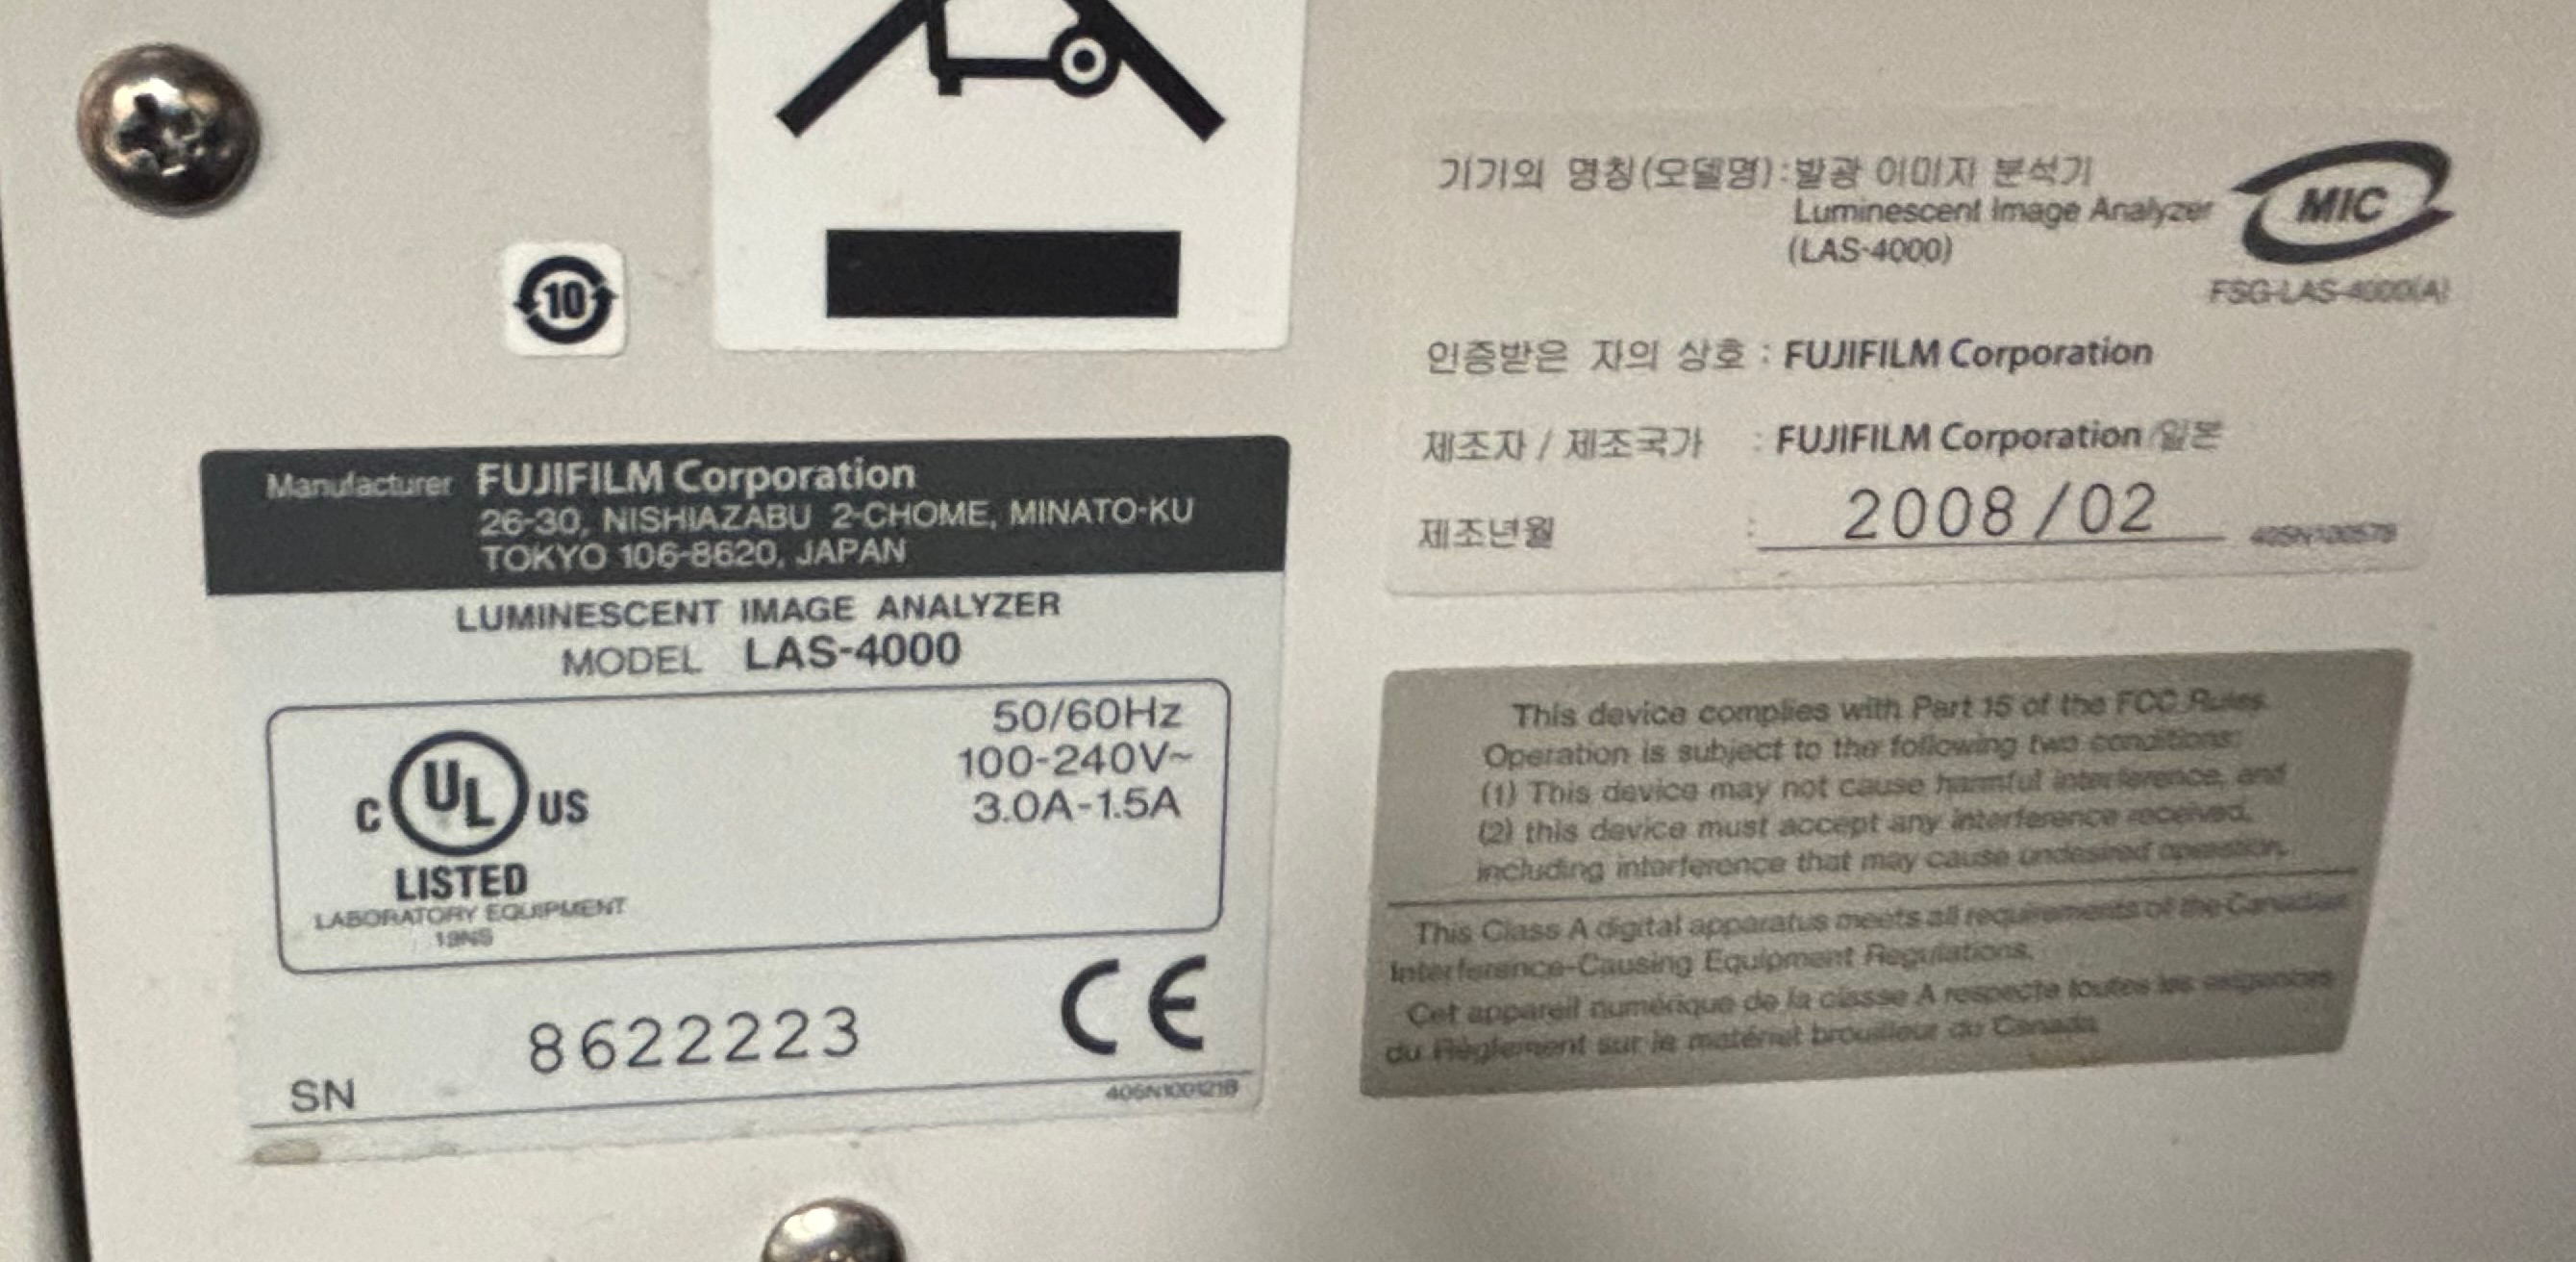 10
Manufacturer FUJIFILM Corporation
26-30, NISHIAZABU 2-CHOME, MINATO-KU
TOKYO 106-8620, JAPAN
LUMINESCENT IMAGE ANALYZER
MODEL LAS-4000
50/60Hz
100-240V~
3.0A-1.5A
C UL US
LISTED
LABORATORY EQUIPMENT
19NS
SN 8622223
CE
기기의 명칭(모델명):발광 이미지 분석기
Luminescent Image Analyzer
(LAS-4000)
MIC
FSG-LAS-4000(A)
인증받은 자의 상호 : FUJIFILM Corporation
제조자 / 제조국가 : FUJIFILM Corporation/일본
제조년월 : 2008/02
This device complies with Part 15 of the FCC Rules.
Operation is subject to the following two conditions:
(1) This device may not cause harmful interference, and
(2) this device must accept any interference received,
including interference that may cause undesired operation.
This Class A digital apparatus meets all requirements of the Canadian
Interference-Causing Equipment Regulations.
Cet appareil numérique de la classe A respecte toutes les exigences
du Règlement sur le matériel brouilleur du Canada.